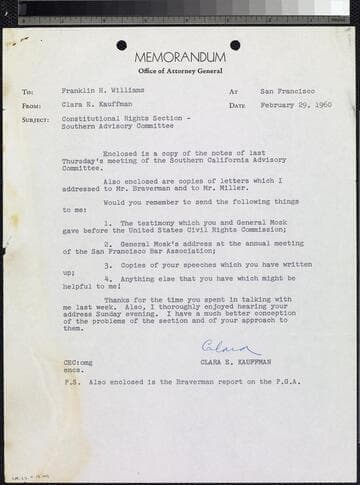 MEMORANDUM
Office of Attorney General
TO: Franklin H. Williams AT San Francisco
FROM: Clara E. Kauffman DATE February 29, 1960
SUBJECT: Constitutional Rights Section -
Southern Advisory Committee
Enclosed is a copy of the notes of last
Thursday's meeting of the Southern California Advisory
Committee.
Also enclosed are copies of letters which I
addressed to Mr. Braverman and to Mr. Miller.
Would you remember to send the following things
to me:
1. The testimony which you and General Mosk
gave before the United States Civil Rights Commission;
2. General Mosk's address at the annual meeting
of the San Francisco Bar Association;
3. Copies of your speeches which you have written
up;
4. Anything else that you have which might be
helpful to me!
Thanks for the time you spent in talking with
me last week. Also, I thoroughly enjoyed hearing your
address Sunday evening. I have a much better conception
of the problems of the section and of your approach to
them.
Clara
CEC:omg CLARA E. KAUFFMAN
encs.
P.S. Also enclosed is the Braverman report on the P.G.A.